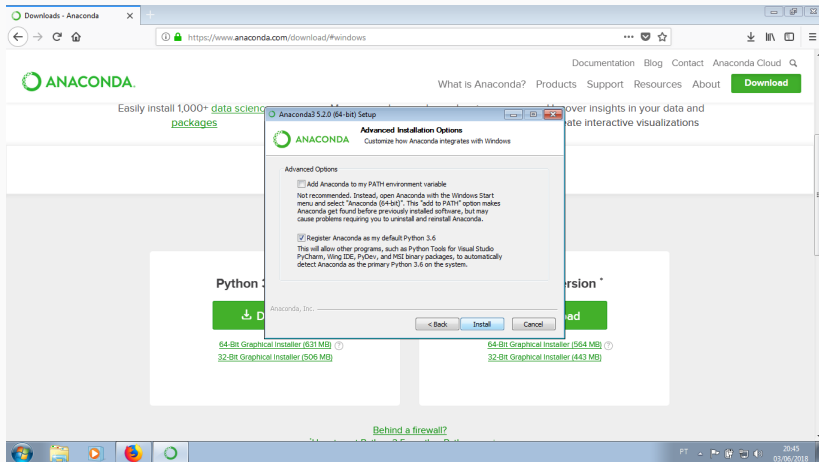 Downloads - Anaconda
https://www.anaconda.com/download/#windows
Documentation Blog Contact Anaconda Cloud
ANACONDA.
What is Anaconda? Products Support Resources About Download
Easily install 1,000+ data scienc
packages
over insights in your data and
ate interactive visualizations
Anaconda3 5.2.0 (64-bit) Setup
ANACONDA
Advanced Installation Options
Customize how Anaconda integrates with Windows
Advanced Options
Add Anaconda to my PATH environment variable
Not recommended. Instead, open Anaconda with the Windows Start
menu and select "Anaconda (64-bit)". This "add to PATH" option makes
Anaconda get found before previously installed software, but may
cause problems requiring you to uninstall and reinstall Anaconda.
Register Anaconda as my default Python 3.6
This will allow other programs, such as Python Tools for Visual Studio
PyCharm, Wing IDE, PyDev, and MSI binary packages, to automatically
detect Anaconda as the primary Python 3.6 on the system.
Anaconda, Inc.
< Back Install Cancel
Python
rsion *
D
ad
64-Bit Graphical Installer (631 MB) ?
32-Bit Graphical Installer (506 MB)
64-Bit Graphical Installer (564 MB) ?
32-Bit Graphical Installer (443 MB)
Behind a firewall?
PT
20:45
03/06/2018